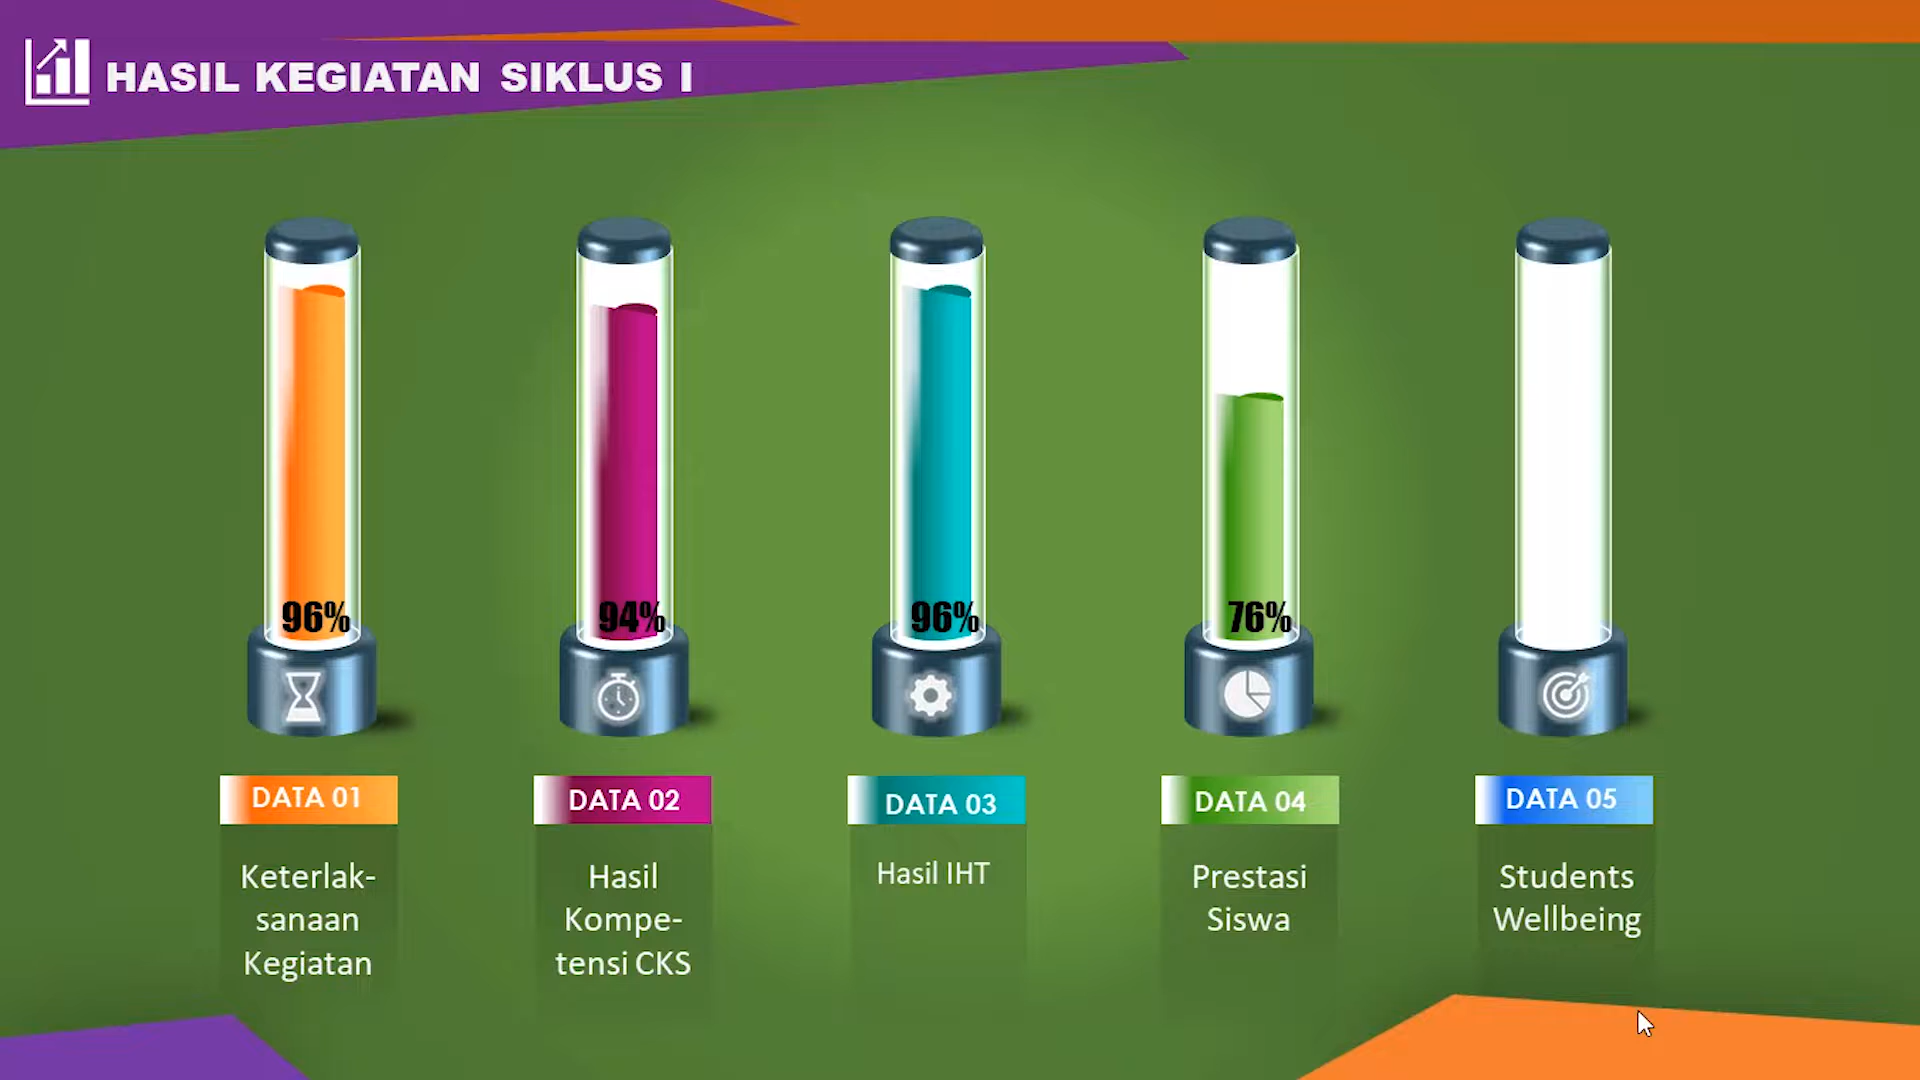 HASIL KEGIATAN SIKLUS I
96%
94%
96%
76%
DATA 01
DATA 02
DATA 03
DATA 04
DATA 05
Keterlak-
sanaan
Kegiatan
Hasil
Kompe-
tensi CKS
Hasil IHT
Prestasi
Siswa
Students
Wellbeing